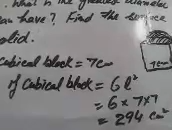 . What is the greatest diameter
can have? Find the surface
solid.
cubical block = 7cm
of Cubical block = 6l²
= 6×7×7
= 294 cm²
7cm